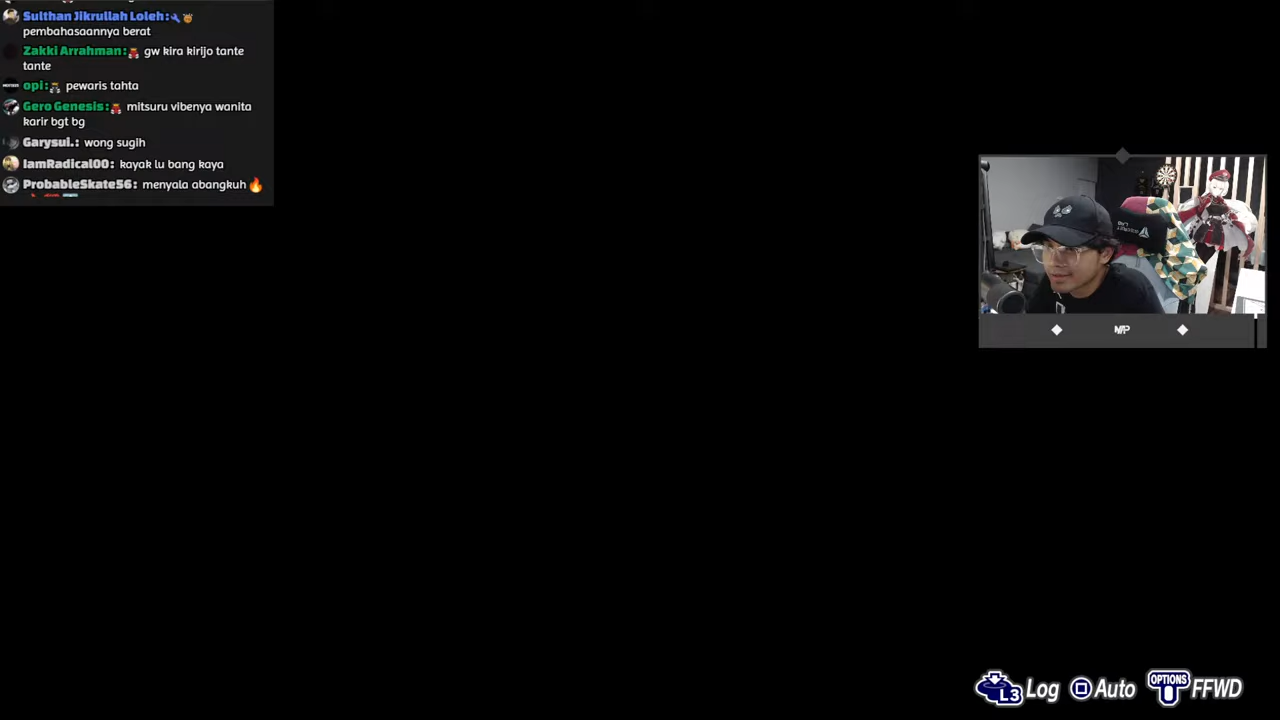 Sulthan Jikrullah Loleh:
pembahasaannya berat
Zakki Arrahman: gw kira kirijo tante
tante
opi: pewaris tahta
Gero Genesis: mitsuru vibenya wanita
karir bgt bg
Garysul.: wong sugih
IamRadical00: kayak lu bang kaya
ProbableSkate56: menyala abangkuh
L3 Log Auto OPTIONS FFWD